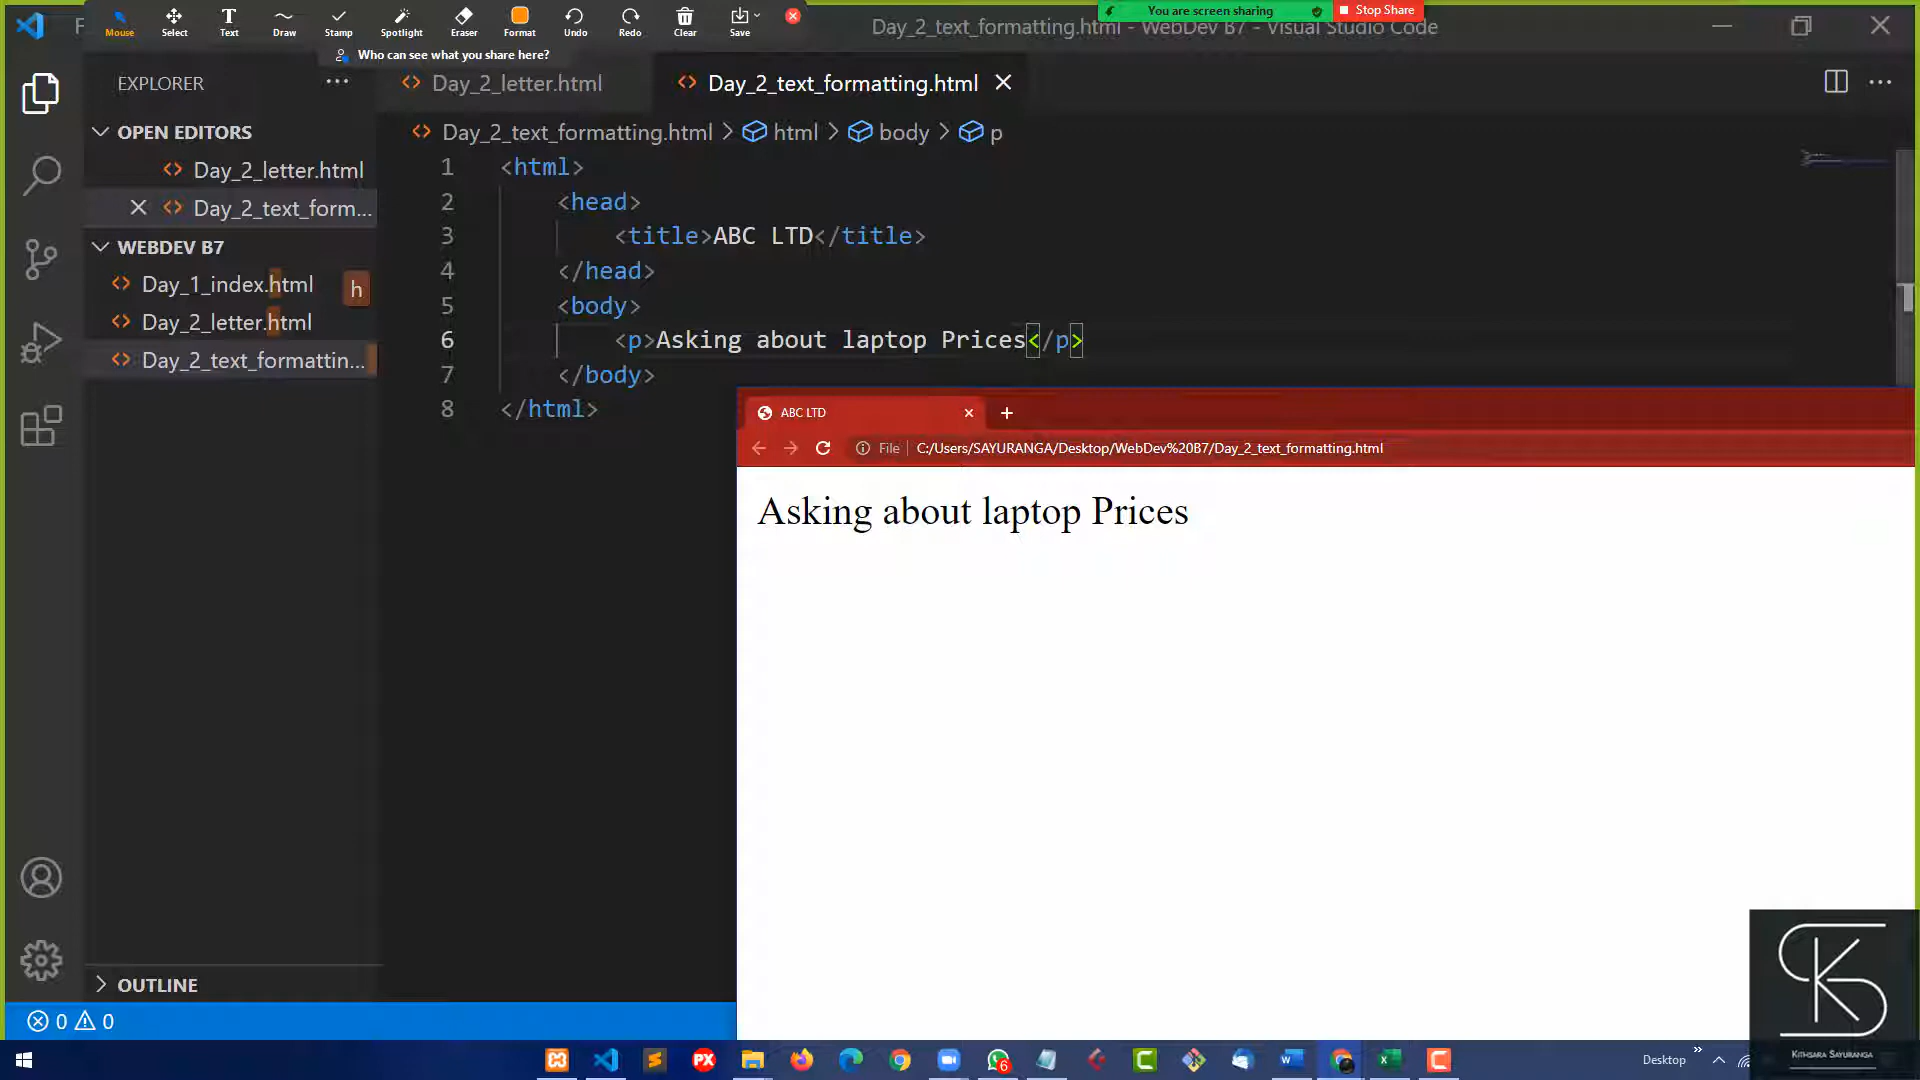 Mouse Select Text Draw Stamp Spotlight Eraser Format Undo Redo Clear Save
You are screen sharing Stop Share
Day_2_text_formatting.html - WebDev B7 - Visual Studio Code
Who can see what you share here?
EXPLORER
Day_2_letter.html Day_2_text_formatting.html
OPEN EDITORS
Day_2_letter.html
Day_2_text_form...
WEBDEV B7
Day_1_index.html
h
Day_2_letter.html
Day_2_text_formattin...
Day_2_text_formatting.html > html > body > p
1 <html>
2 <head>
3 <title>ABC LTD</title>
4 </head>
5 <body>
6 <p>Asking about laptop Prices</p>
7 </body>
8 </html>
ABC LTD
File C:/Users/SAYURANGA/Desktop/WebDev%20B7/Day_2_text_formatting.html
Asking about laptop Prices
OUTLINE
0 0
PX
6
Desktop
KITHSARA SAYURANGA